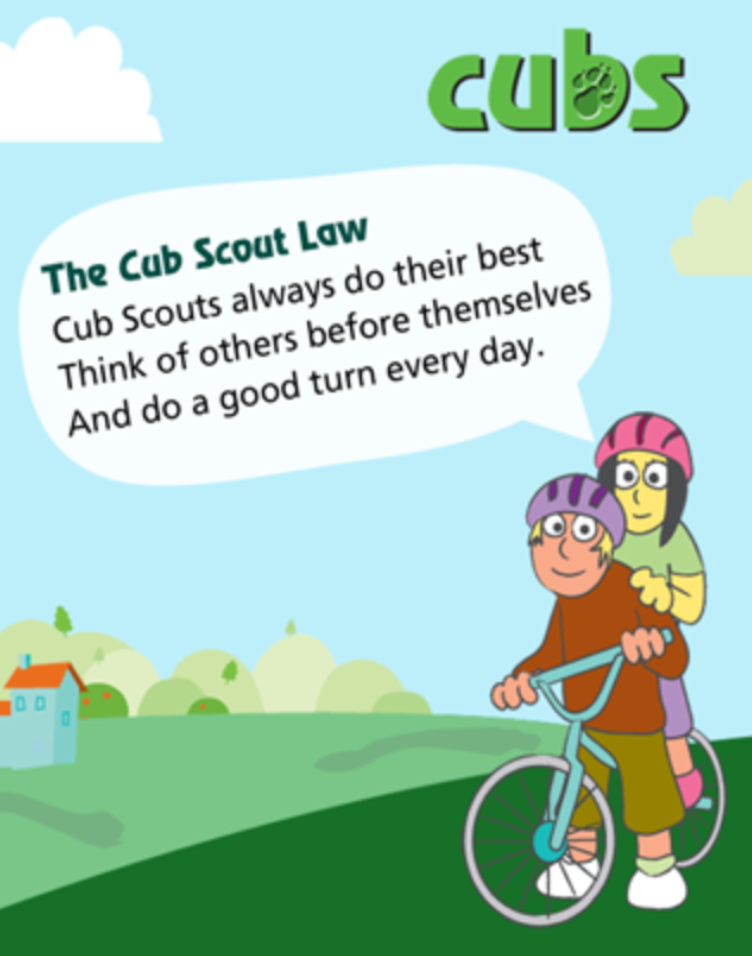 cubs
The Cub Scout Law
Cub Scouts always do their best
Think of others before themselves
And do a good turn every day.